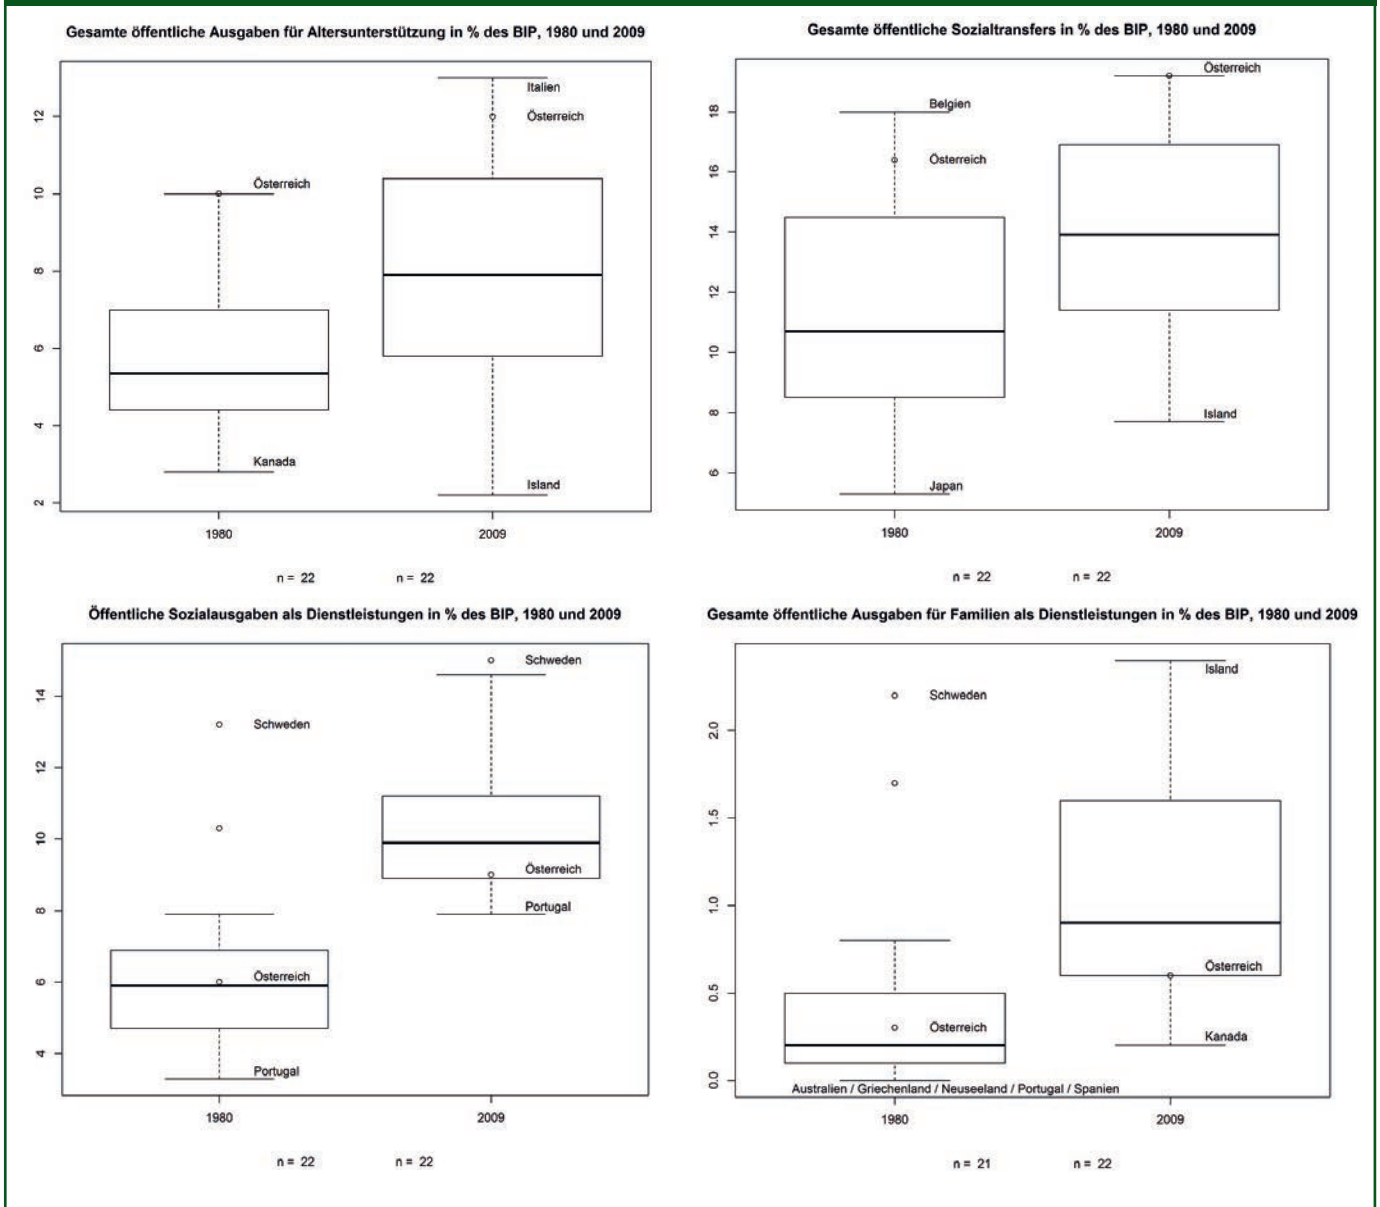 Gesamte öffentliche Ausgaben für Altersunterstützung in % des BIP, 1980 und 2009
12
10
8
6
4
2
Italien
Österreich
Österreich
Kanada
Island
1980 2009
n = 22 n = 22
Gesamte öffentliche Sozialtransfers in % des BIP, 1980 und 2009
18
16
14
12
10
8
6
Österreich
Belgien
Österreich
Island
Japan
1980 2009
n = 22 n = 22
Öffentliche Sozialausgaben als Dienstleistungen in % des BIP, 1980 und 2009
14
12
10
8
6
4
Schweden
Schweden
Österreich
Portugal
Österreich
Portugal
1980 2009
n = 22 n = 22
Gesamte öffentliche Ausgaben für Familien als Dienstleistungen in % des BIP, 1980 und 2009
2.0
1.5
1.0
0.5
0.0
Island
Schweden
Österreich
Österreich
Kanada
Australien / Griechenland / Neuseeland / Portugal / Spanien
1980 2009
n = 21 n = 22